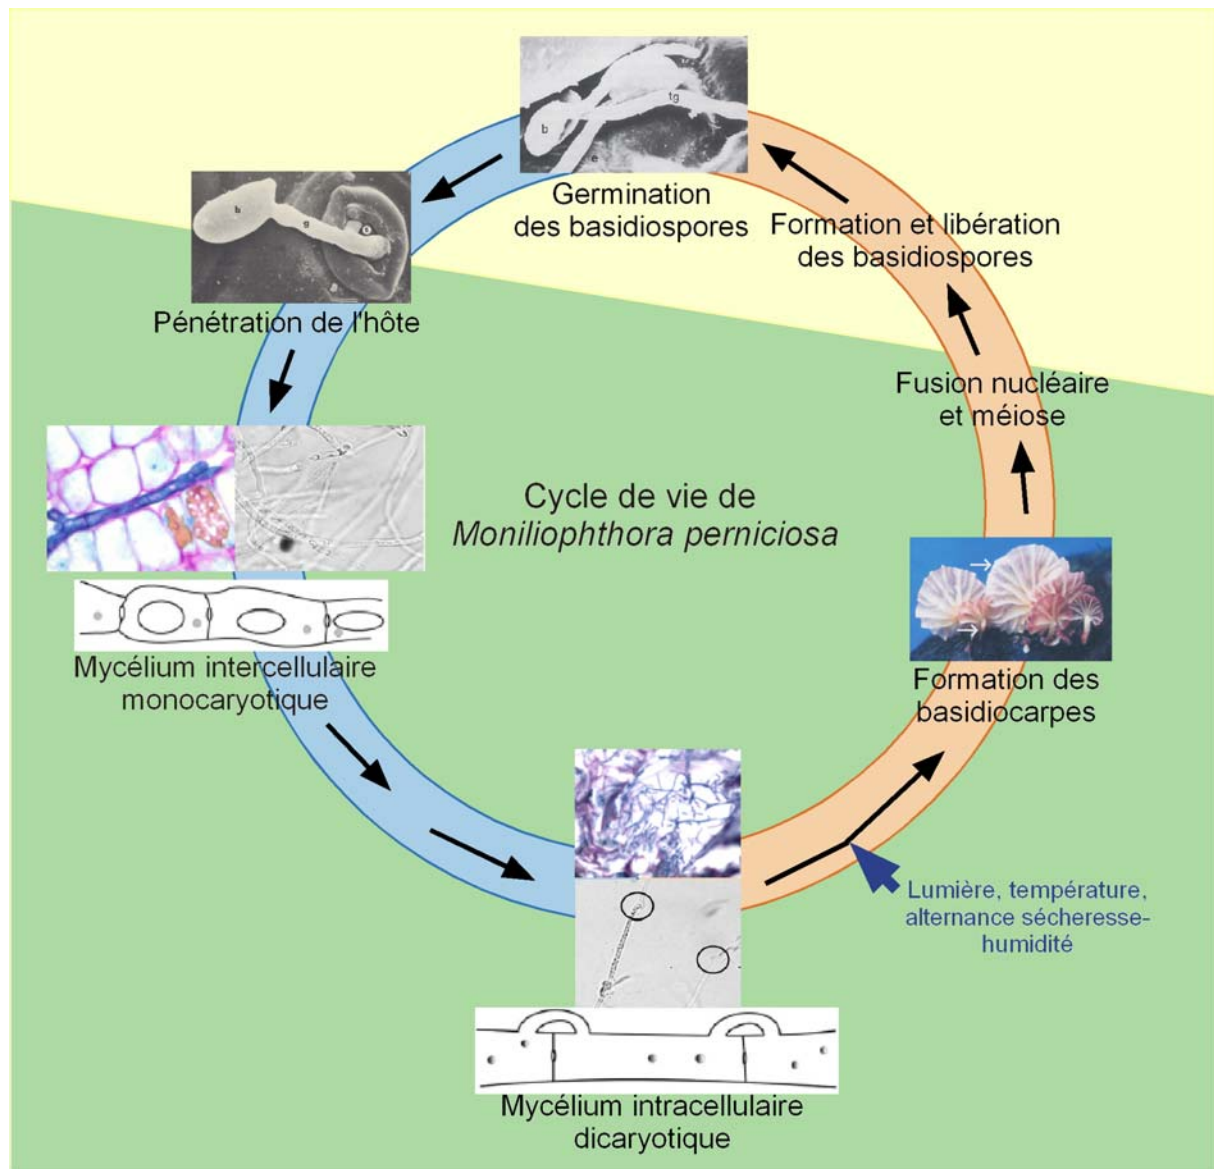 b
tg
e
Germination
des basidiospores
b
g
s
Pénétration de l'hôte
Formation et libération
des basidiospores
Fusion nucléaire
et méiose
Cycle de vie de
Moniliophthora perniciosa
Mycélium intercellulaire
monocaryotique
Formation des
basidiocarpes
Lumière, température,
alternance sécheresse-
humidité
Mycélium intracellulaire
dicaryotique